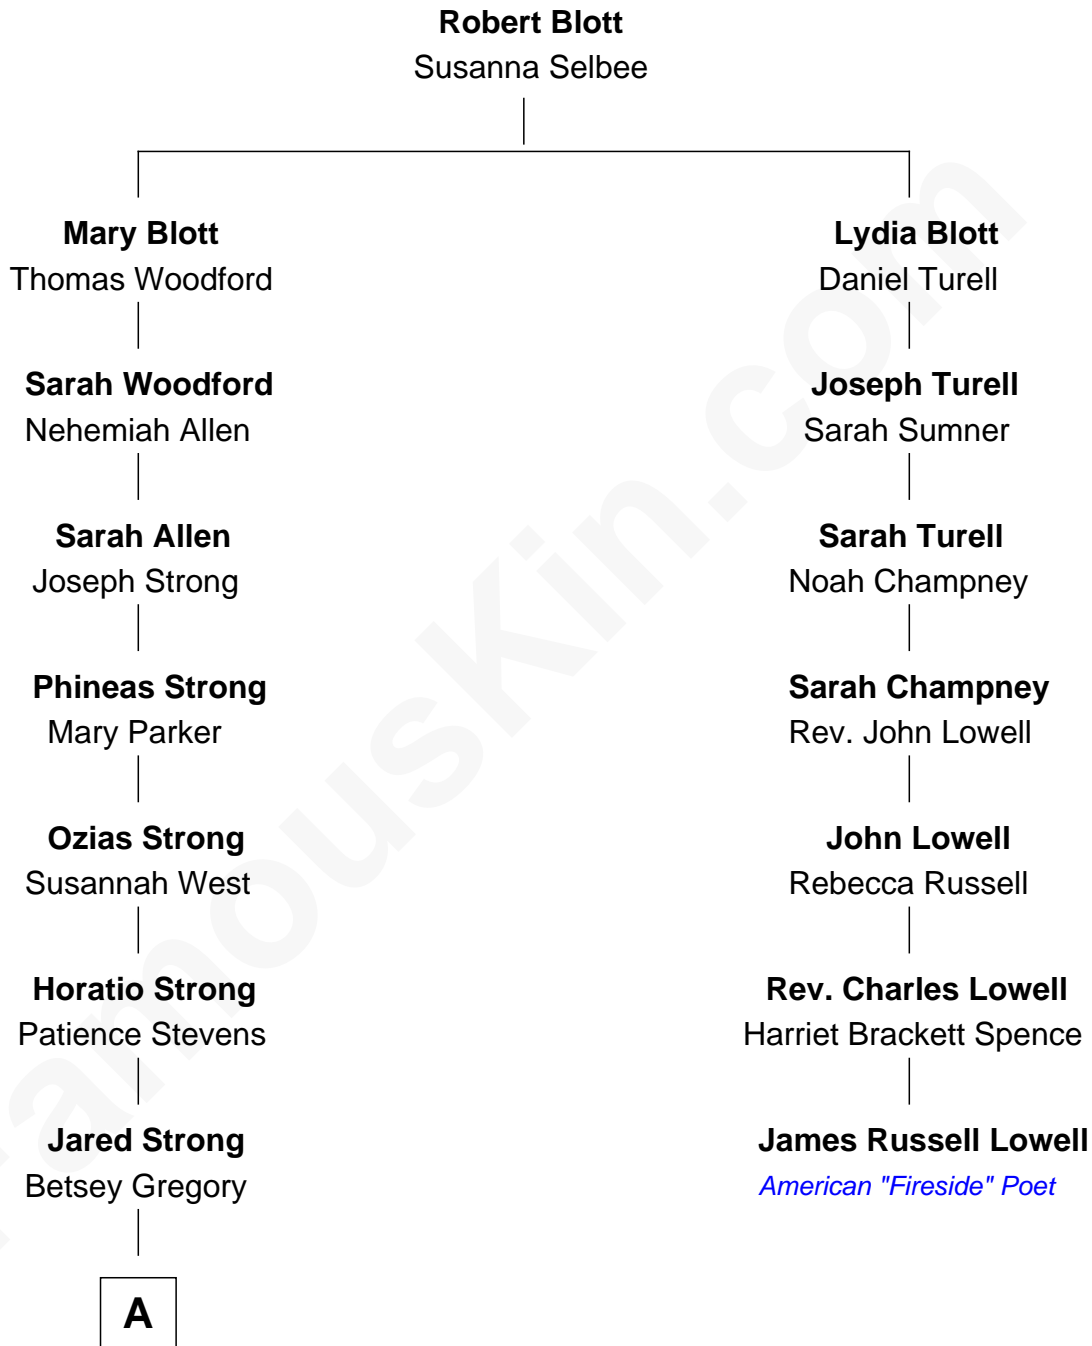 Robert Blott
Susanna Selbee
Mary Blott
Thomas Woodford
Lydia Blott
Daniel Turell
Sarah Woodford
Nehemiah Allen
Joseph Turell
Sarah Sumner
Sarah Allen
Joseph Strong
Sarah Turell
Noah Champney
Phineas Strong
Mary Parker
Sarah Champney
Rev. John Lowell
Ozias Strong
Susannah West
John Lowell
Rebecca Russell
Horatio Strong
Patience Stevens
Rev. Charles Lowell
Harriet Brackett Spence
Jared Strong
Betsey Gregory
James Russell Lowell
American "Fireside" Poet
A
FamousKin.com